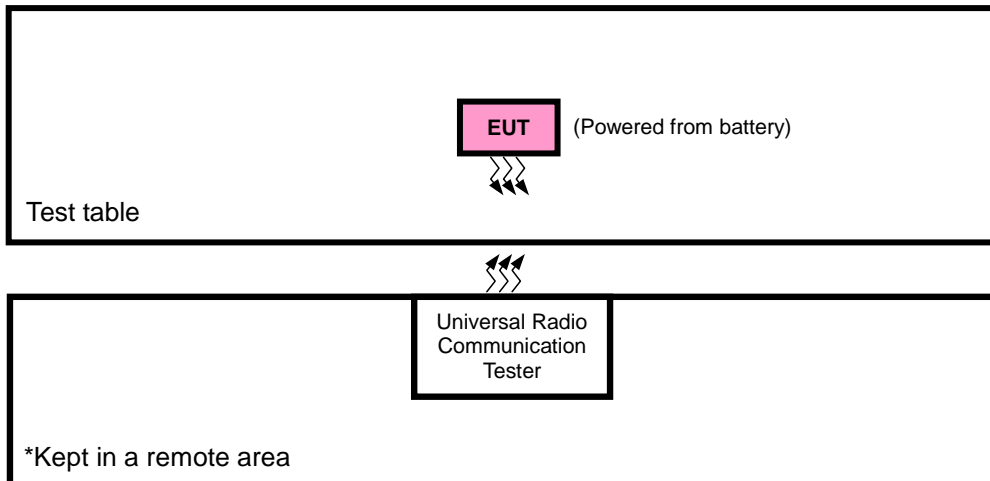 EUT
(Powered from battery)
Test table
Universal Radio
Communication
Tester
*Kept in a remote area